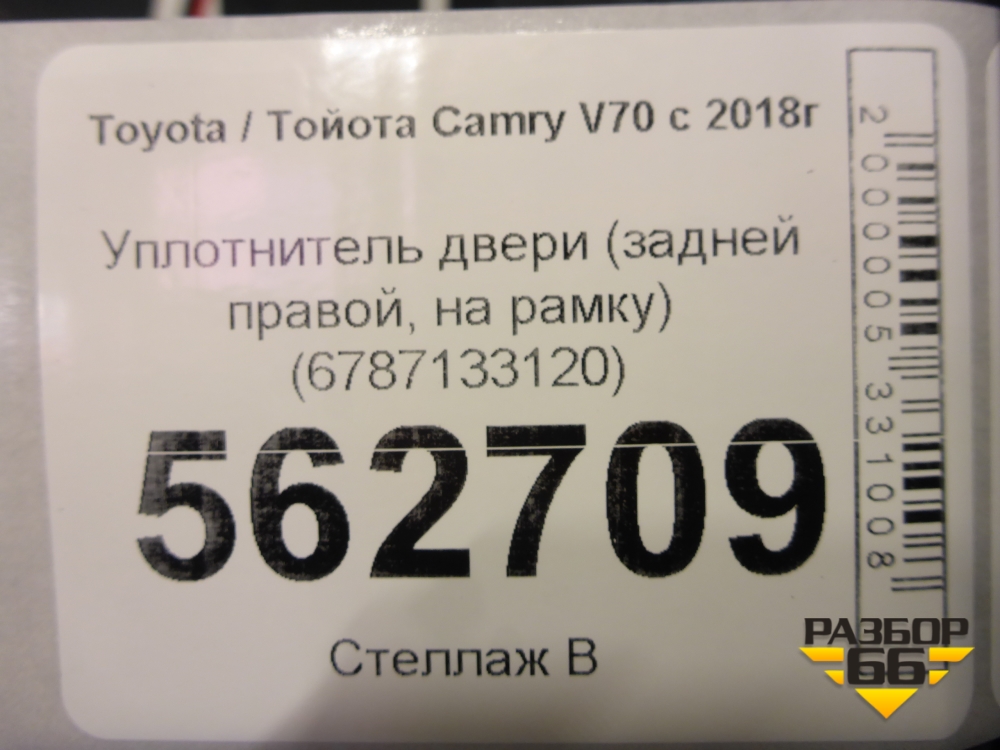 Toyota / Тойота Camry V70 с 2018г
Уплотнитель двери (задней
правой, на рамку)
(6787133120)
562709
Стеллаж В
2000005331008
РАЗБОР
66